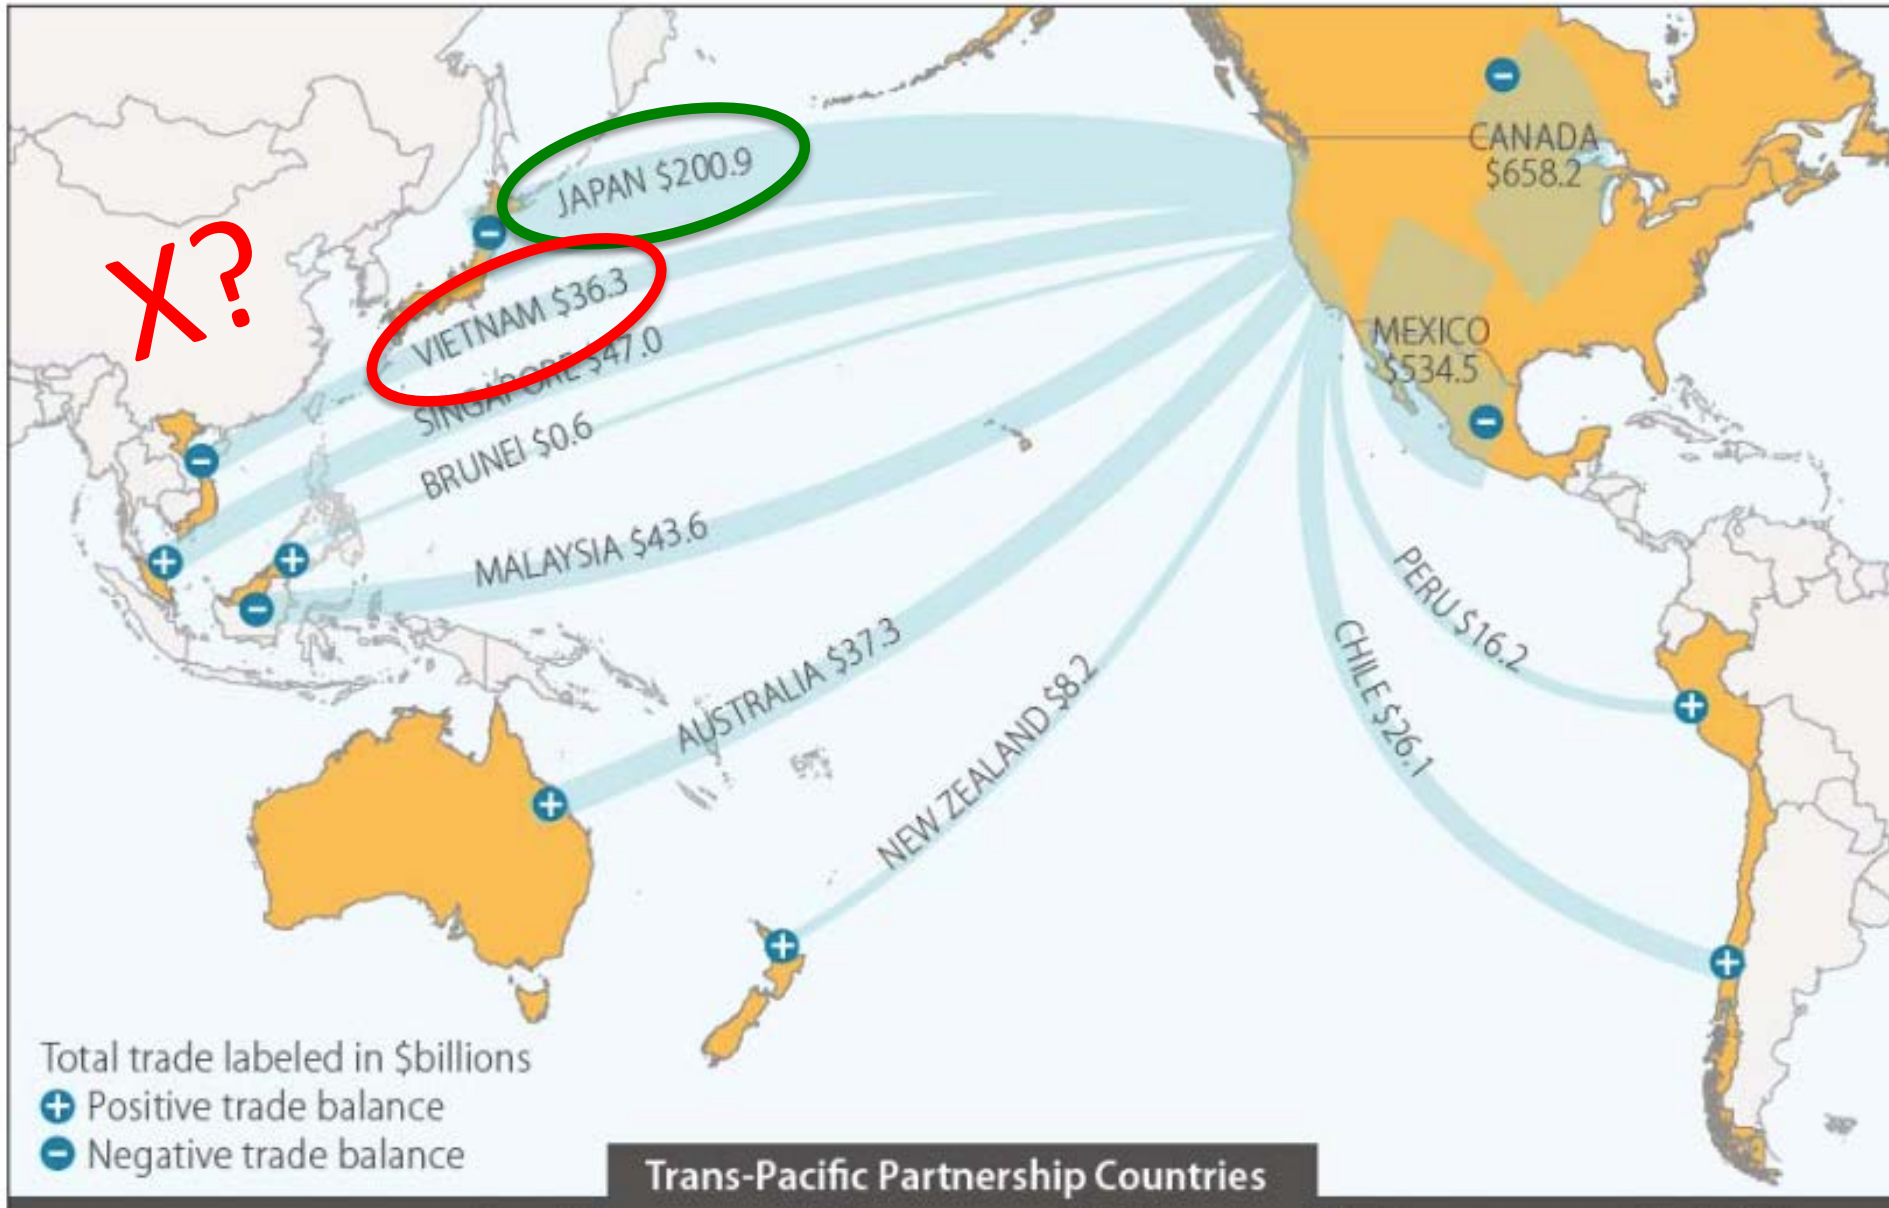 CANADA
$658.2
JAPAN $200.9
X?
VIETNAM $36.3
SINGAPORE $47.0
MEXICO
$534.5
BRUNEI $0.6
MALAYSIA $43.6
AUSTRALIA $37.3
NEW ZEALAND $8.2
PERU $16.2
CHILE $26.1
Total trade labeled in $billions
+ Positive trade balance
− Negative trade balance
Trans-Pacific Partnership Countries